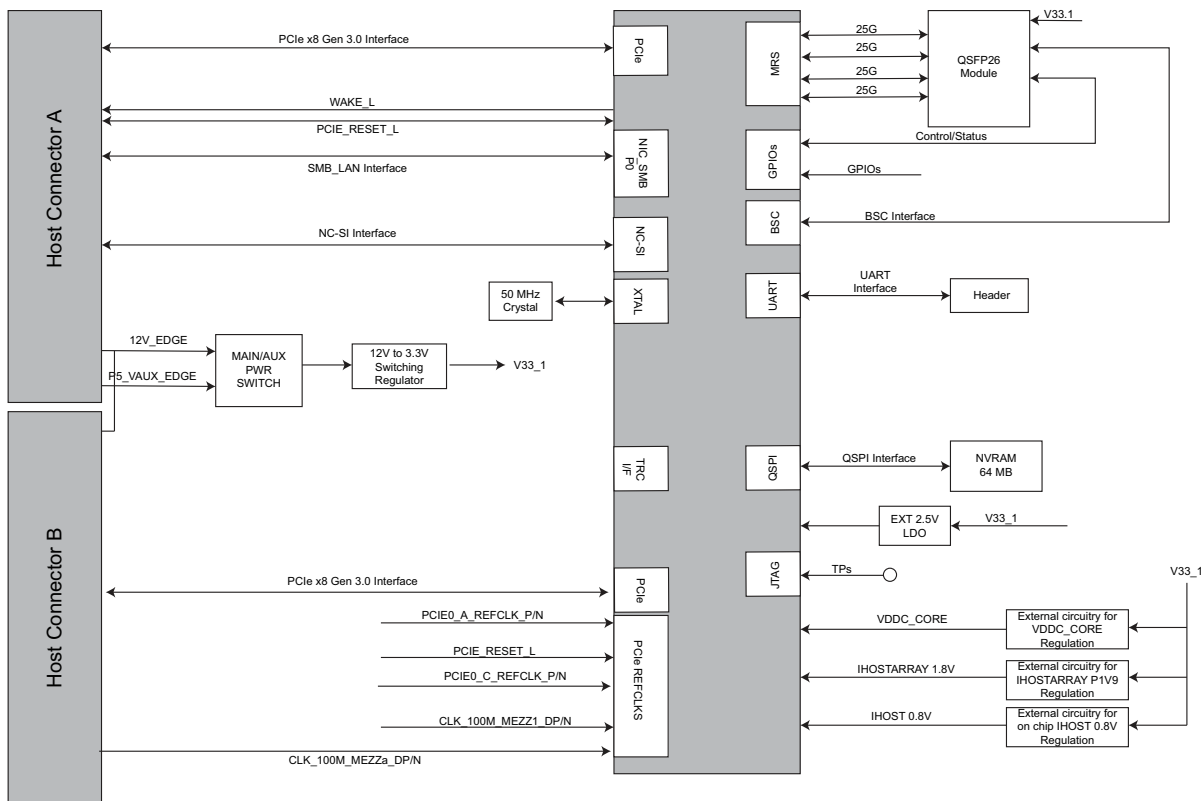 Host Connector A
PCIe x8 Gen 3.0 Interface
WAKE_L
PCIE_RESET_L
SMB_LAN Interface
NC-SI Interface
50 MHz
Crystal
12V_EDGE
P5_VAUX_EDGE
MAIN/AUX
PWR
SWITCH
12V to 3.3V
Switching
Regulator
V33_1
Host Connector B
PCIe x8 Gen 3.0 Interface
PCIE0_A_REFCLK_P/N
PCIE_RESET_L
PCIE0_C_REFCLK_P/N
CLK_100M_MEZZ1_DP/N
CLK_100M_MEZZa_DP/N
PCIe
NIC_SMB
P0
NC-SI
XTAL
TRC
I/F
PCIe
PCIe REFCLKS
MRS
GPIOs
BSC
UART
QSPI
JTAG
25G
25G
25G
25G
QSFP26
Module
V33.1
Control/Status
GPIOs
BSC Interface
UART
Interface
Header
QSPI Interface
NVRAM
64 MB
EXT 2.5V
LDO
V33_1
TPs
V33_1
VDDC_CORE
External circuitry for
VDDC_CORE
Regulation
IHOSTARRAY 1.8V
External circuitry for
IHOSTARRAY P1V9
Regulation
IHOST 0.8V
External circuitry for
on chip IHOST 0.8V
Regulation